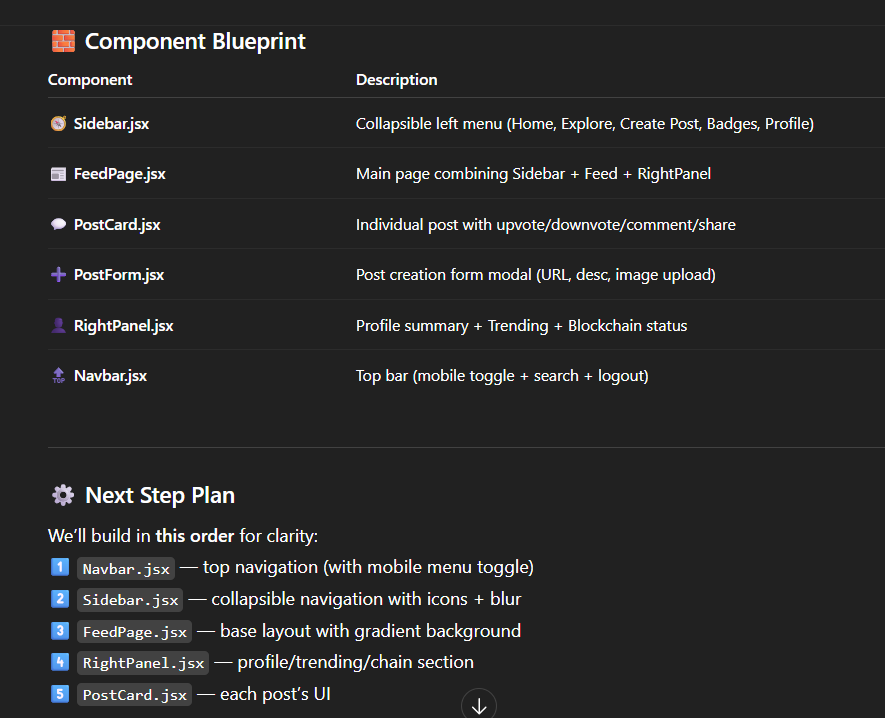 🧱 Component Blueprint
Component Description
🧭 Sidebar.jsx Collapsible left menu (Home, Explore, Create Post, Badges, Profile)
📰 FeedPage.jsx Main page combining Sidebar + Feed + RightPanel
💬 PostCard.jsx Individual post with upvote/downvote/comment/share
➕ PostForm.jsx Post creation form modal (URL, desc, image upload)
👤 RightPanel.jsx Profile summary + Trending + Blockchain status
🔝 Navbar.jsx Top bar (mobile toggle + search + logout)
⚙️ Next Step Plan
We’ll build in this order for clarity:
1️⃣ Navbar.jsx — top navigation (with mobile menu toggle)
2️⃣ Sidebar.jsx — collapsible navigation with icons + blur
3️⃣ FeedPage.jsx — base layout with gradient background
4️⃣ RightPanel.jsx — profile/trending/chain section
5️⃣ PostCard.jsx — each post’s UI